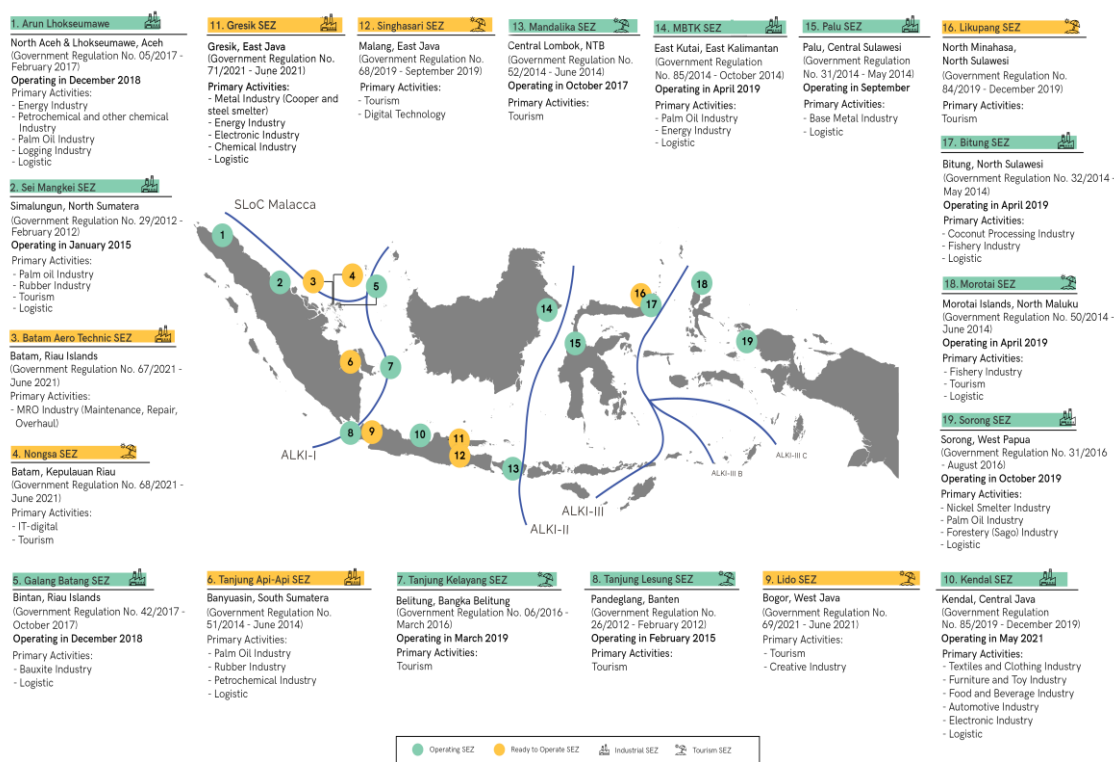 1. Arun Lhokseumawe
North Aceh & Lhokseumawe, Aceh
(Government Regulation No. 05/2017 -
February 2017)
Operating in December 2018
Primary Activities:
- Energy Industry
- Petrochemical and other chemical
Industry
- Palm Oil Industry
- Logging Industry
- Logistic
2. Sei Mangkei SEZ
Simalungun, North Sumatera
(Government Regulation No. 29/2012 -
February 2012)
Operating in January 2015
Primary Activities:
- Palm oil Industry
- Rubber Industry
- Tourism
- Logistic
3. Batam Aero Technic SEZ
Batam, Riau Islands
(Government Regulation No. 67/2021 -
June 2021)
Primary Activities:
- MRO Industry (Maintenance, Repair,
Overhaul)
4. Nongsa SEZ
Batam, Kepulauan Riau
(Government Regulation No. 68/2021 -
June 2021)
Primary Activities:
- IT-digital
- Tourism
11. Gresik SEZ
Gresik, East Java
(Government Regulation No.
71/2021 - June 2021)
Primary Activities:
- Metal Industry (Cooper and
steel smelter)
- Energy Industry
- Electronic Industry
- Chemical Industry
- Logistic
12. Singhasari SEZ
Malang, East Java
(Government Regulation No.
68/2019 - September 2019)
Primary Activities:
- Tourism
- Digital Technology
13. Mandalika SEZ
Central Lombok, NTB
(Government Regulation No.
52/2014 - June 2014)
Operating in October 2017
Primary Activities:
Tourism
14. MBTK SEZ
East Kutai, East Kalimantan
(Government Regulation
No. 85/2014 - October 2014)
Operating in April 2019
Primary Activities:
- Palm Oil Industry
- Energy Industry
- Logistic
15. Palu SEZ
Palu, Central Sulawesi
(Government Regulation
No. 31/2014 - May 2014)
Operating in September
Primary Activities:
- Base Metal Industry
- Logistic
16. Likupang SEZ
North Minahasa,
North Sulawesi
(Government Regulation No.
84/2019 - December 2019)
Primary Activities:
Tourism
17. Bitung SEZ
Bitung, North Sulawesi
(Government Regulation No. 32/2014 -
May 2014)
Operating in April 2019
Primary Activities:
- Coconut Processing Industry
- Fishery Industry
- Logistic
18. Morotai SEZ
Morotai Islands, North Maluku
(Government Regulation No. 50/2014 -
June 2014)
Operating in April 2019
Primary Activities:
- Fishery Industry
- Tourism
- Logistic
19. Sorong SEZ
Sorong, West Papua
(Government Regulation No. 31/2016
- August 2016)
Operating in October 2019
Primary Activities:
- Nickel Smelter Industry
- Palm Oil Industry
- Forestery (Sago) Industry
- Logistic
SLoC Malacca
1
2
3
4
5
6
7
8
9
10
11
12
13
14
15
16
17
18
19
ALKI-I
ALKI-II
ALKI-III
ALKI-III B
ALKI-III C
5. Galang Batang SEZ
Bintan, Riau Islands
(Government Regulation No. 42/2017 -
October 2017)
Operating in December 2018
Primary Activities:
- Bauxite Industry
- Logistic
6. Tanjung Api-Api SEZ
Banyuasin, South Sumatera
(Government Regulation No.
51/2014 - June 2014)
Primary Activities:
- Palm Oil Industry
- Rubber Industry
- Petrochemical Industry
- Logistic
7. Tanjung Kelayang SEZ
Belitung, Bangka Belitung
(Government Regulation No. 06/2016 -
March 2016)
Operating in March 2019
Primary Activities:
Tourism
8. Tanjung Lesung SEZ
Pandeglang, Banten
(Government Regulation No.
26/2012 - February 2012)
Operating in February 2015
Primary Activities:
Tourism
9. Lido SEZ
Bogor, West Java
(Government Regulation No.
69/2021 - June 2021)
Primary Activities:
- Tourism
- Creative Industry
10. Kendal SEZ
Kendal, Central Java
(Government Regulation
No. 85/2019 - December 2019)
Operating in May 2021
Primary Activities:
- Textiles and Clothing Industry
- Furniture and Toy Industry
- Food and Beverage Industry
- Automotive Industry
- Electronic Industry
- Logistic
Operating SEZ
Ready to Operate SEZ
Industrial SEZ
Tourism SEZ